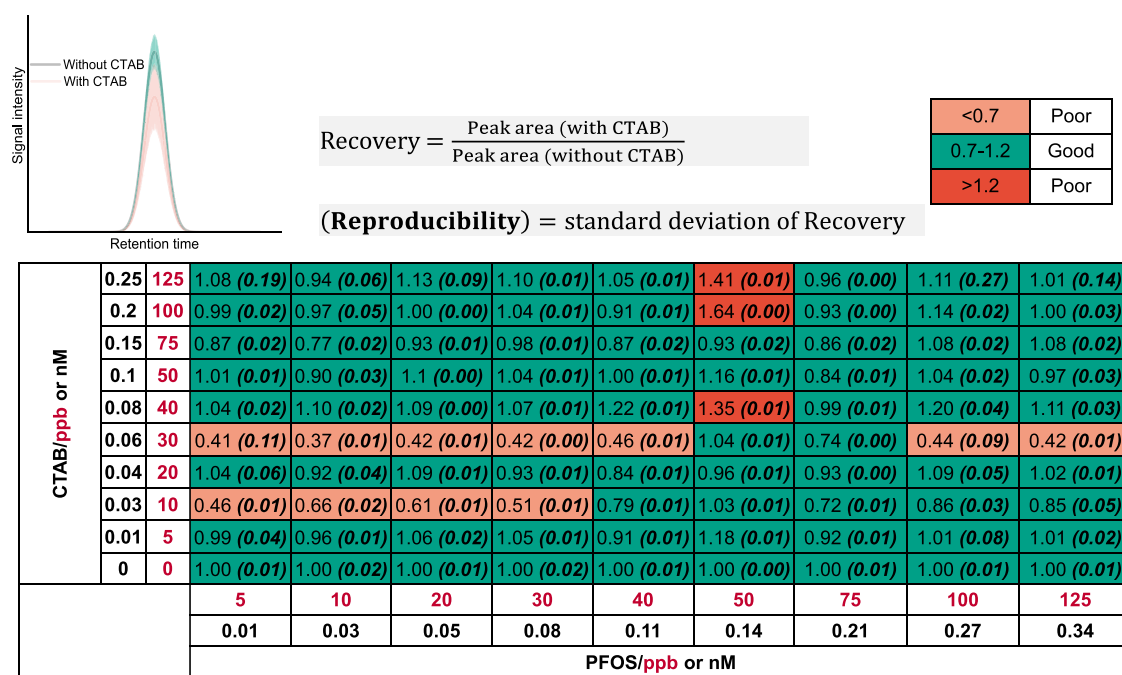 Signal intensity
Without CTAB
With CTAB
Retention time
Recovery = Peak area (with CTAB) / Peak area (without CTAB)
(Reproducibility) = standard deviation of Recovery
<0.7 Poor
0.7-1.2 Good
>1.2 Poor
CTAB/ppb or nM
0.25 125 1.08 (0.19) 0.94 (0.06) 1.13 (0.09) 1.10 (0.01) 1.05 (0.01) 1.41 (0.01) 0.96 (0.00) 1.11 (0.27) 1.01 (0.14)
0.2 100 0.99 (0.02) 0.97 (0.05) 1.00 (0.00) 1.04 (0.01) 0.91 (0.01) 1.64 (0.00) 0.93 (0.00) 1.14 (0.02) 1.00 (0.03)
0.15 75 0.87 (0.02) 0.77 (0.02) 0.93 (0.01) 0.98 (0.01) 0.87 (0.02) 0.93 (0.02) 0.86 (0.02) 1.08 (0.02) 1.08 (0.02)
0.1 50 1.01 (0.01) 0.90 (0.03) 1.1 (0.00) 1.04 (0.01) 1.00 (0.01) 1.16 (0.01) 0.84 (0.01) 1.04 (0.02) 0.97 (0.03)
0.08 40 1.04 (0.02) 1.10 (0.02) 1.09 (0.00) 1.07 (0.01) 1.22 (0.01) 1.35 (0.01) 0.99 (0.01) 1.20 (0.04) 1.11 (0.03)
0.06 30 0.41 (0.11) 0.37 (0.01) 0.42 (0.01) 0.42 (0.00) 0.46 (0.01) 1.04 (0.01) 0.74 (0.00) 0.44 (0.09) 0.42 (0.01)
0.04 20 1.04 (0.06) 0.92 (0.04) 1.09 (0.01) 0.93 (0.01) 0.84 (0.01) 0.96 (0.01) 0.93 (0.00) 1.09 (0.05) 1.02 (0.01)
0.03 10 0.46 (0.01) 0.66 (0.02) 0.61 (0.01) 0.51 (0.01) 0.79 (0.01) 1.03 (0.01) 0.72 (0.01) 0.86 (0.03) 0.85 (0.05)
0.01 5 0.99 (0.04) 0.96 (0.01) 1.06 (0.02) 1.05 (0.01) 0.91 (0.01) 1.18 (0.01) 0.92 (0.01) 1.01 (0.08) 1.01 (0.02)
0 0 1.00 (0.01) 1.00 (0.02) 1.00 (0.01) 1.00 (0.02) 1.00 (0.01) 1.00 (0.00) 1.00 (0.01) 1.00 (0.01) 1.00 (0.01)
5 10 20 30 40 50 75 100 125
0.01 0.03 0.05 0.08 0.11 0.14 0.21 0.27 0.34
PFOS/ppb or nM